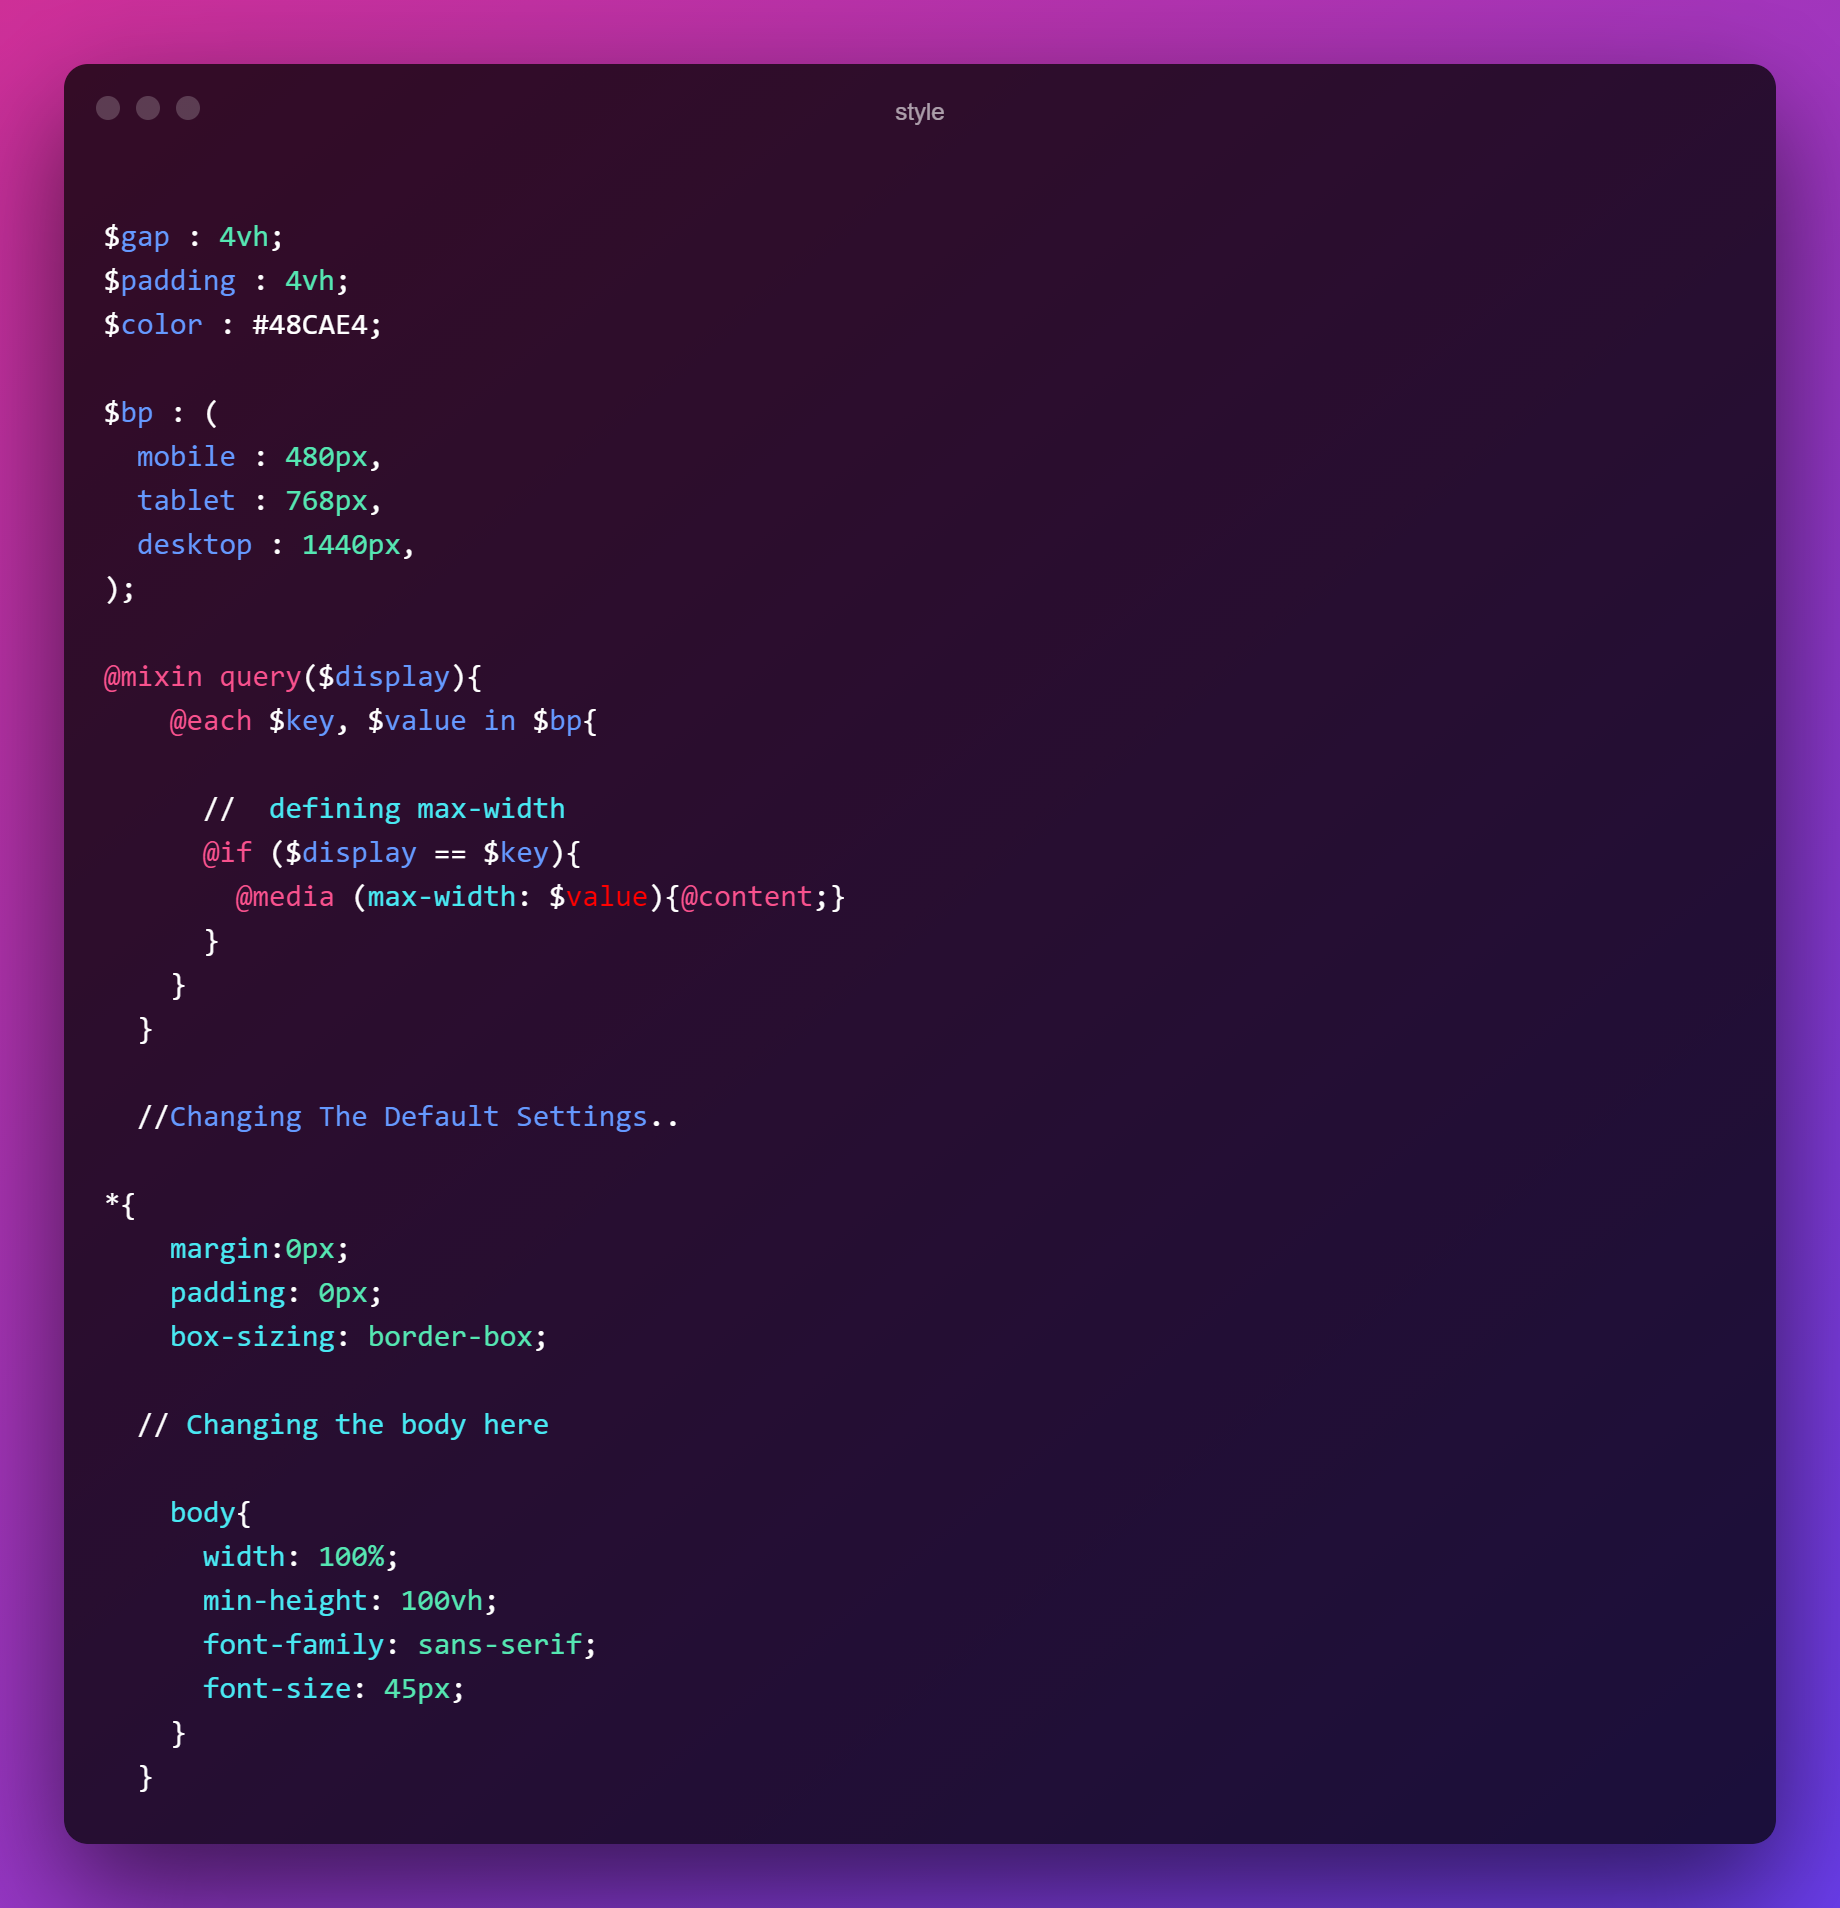 style
$gap : 4vh;
$padding : 4vh;
$color : #48CAE4;
$bp : (
  mobile : 480px,
  tablet : 768px,
  desktop : 1440px,
);
@mixin query($display){
    @each $key, $value in $bp{
      //  defining max-width
      @if ($display == $key){
        @media (max-width: $value){@content;}
      }
    }
  }
  //Changing The Default Settings..
*{
    margin:0px;
    padding: 0px;
    box-sizing: border-box;
  // Changing the body here
    body{
      width: 100%;
      min-height: 100vh;
      font-family: sans-serif;
      font-size: 45px;
    }
  }